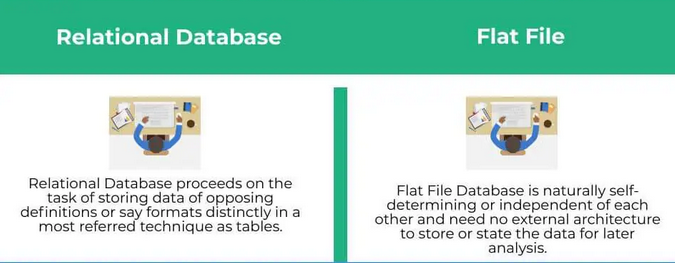 Relational Database
Flat File
Relational Database proceeds on the
task of storing data of opposing
definitions or say formats distinctly in a
most referred technique as tables.
Flat File Database is naturally self-
determining or independent of each
other and need no external architecture
to store or state the data for later
analysis.